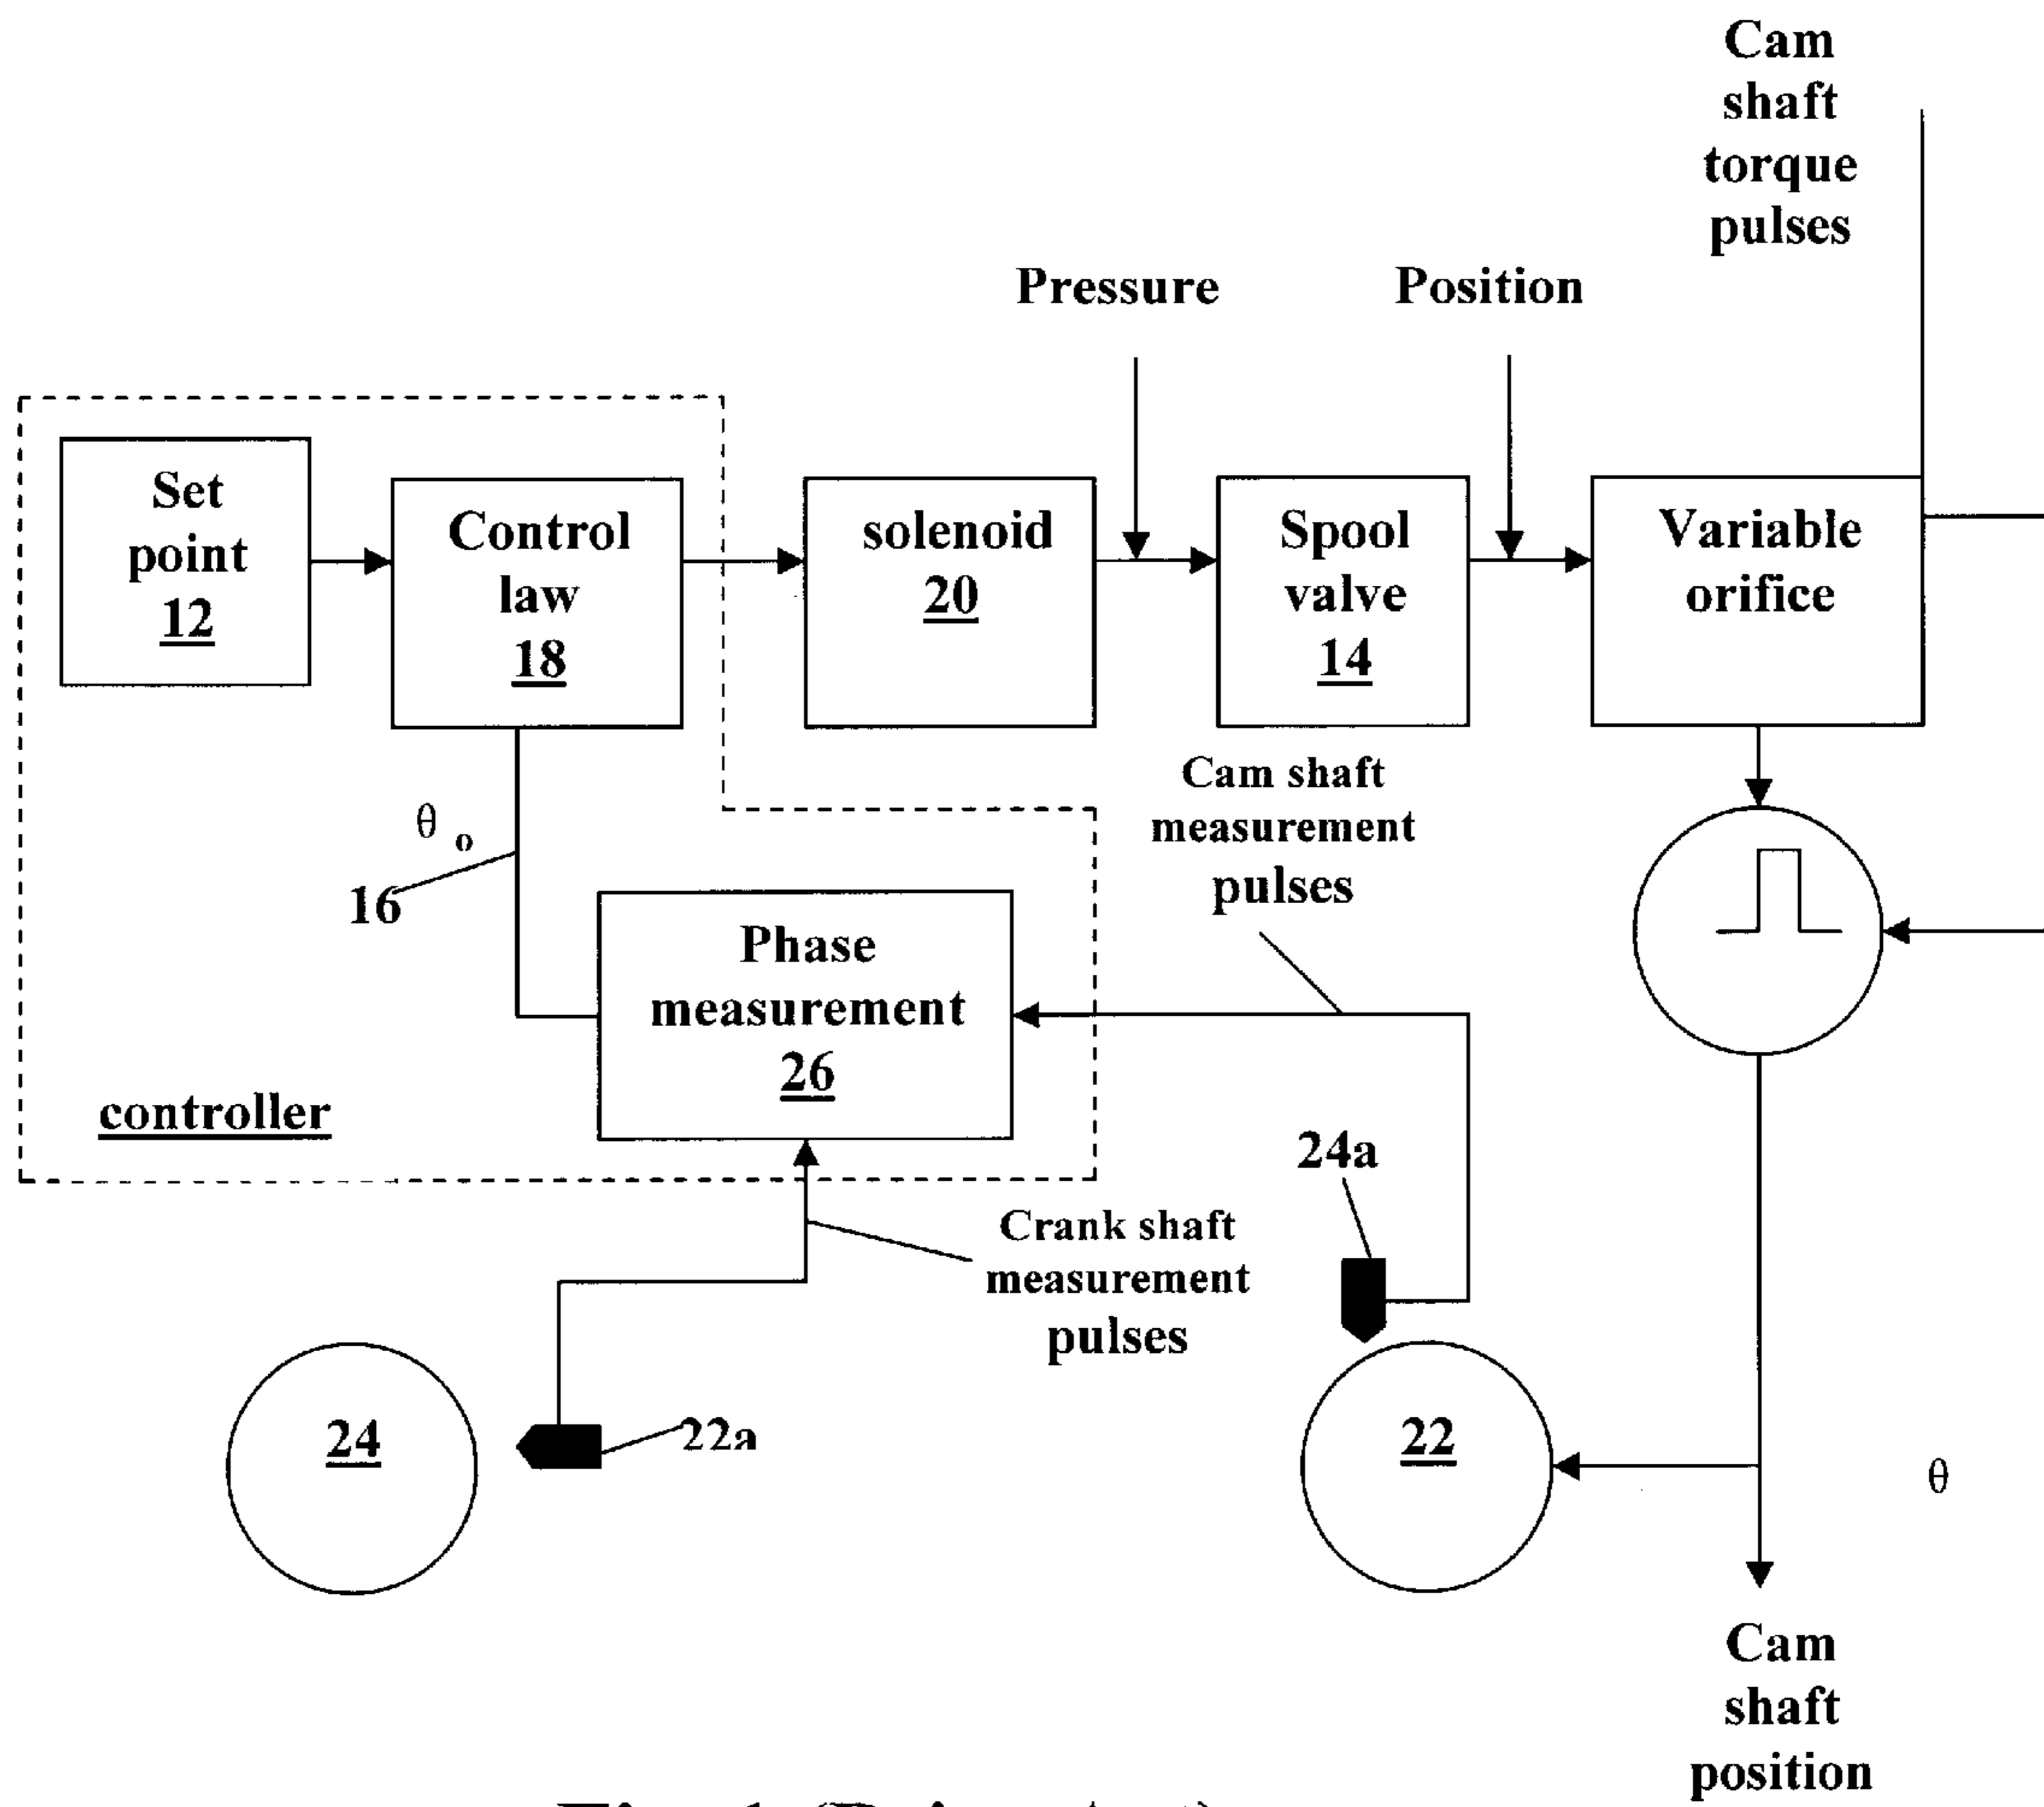 Cam
shaft
torque
pulses
Pressure
Position
Set
point
12
Control
law
18
solenoid
20
Spool
valve
14
Variable
orifice
θ o
16
Cam shaft
measurement
pulses
Phase
measurement
26
controller
24a
Crank shaft
measurement
pulses
24
22a
22
θ
Cam
shaft
position